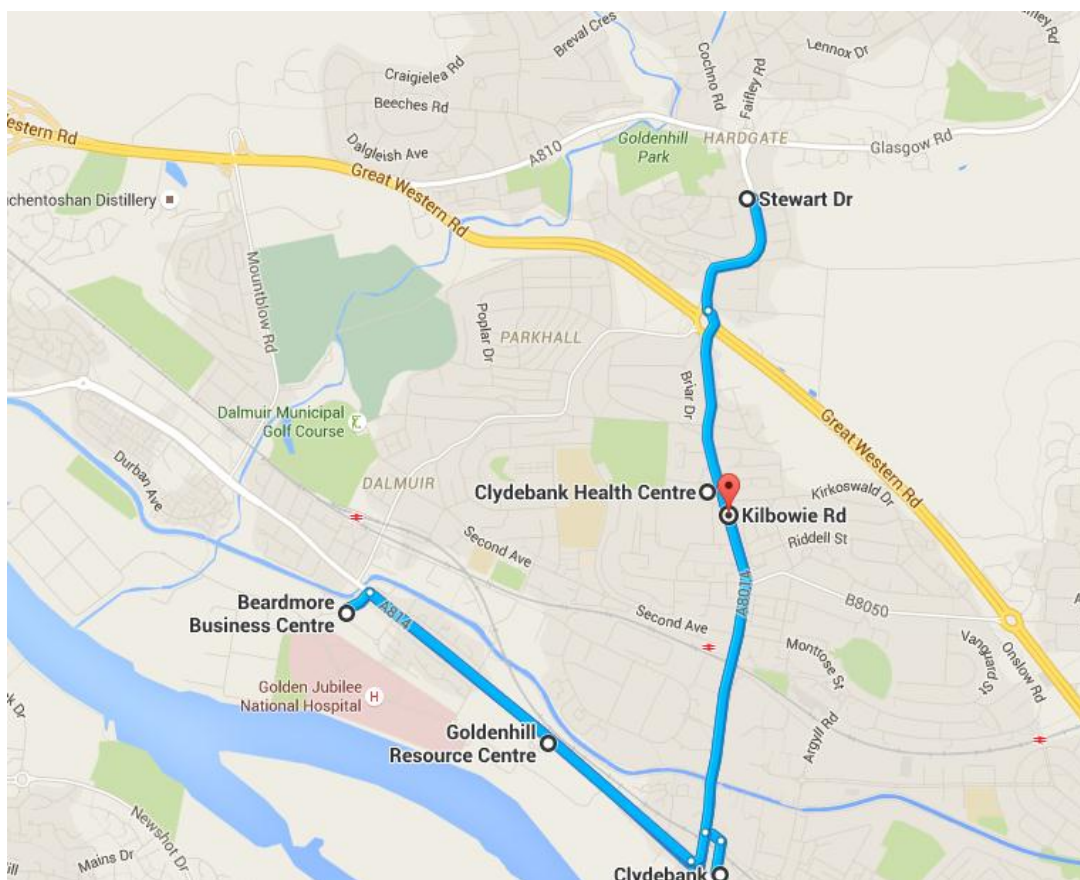 Breval Cres
Lennox Dr
Cochno Rd
Faifley Rd
Craigielea Rd
Beeches Rd
estern Rd
Dalgleish Ave
A810
Goldenhill
Park
HARDGATE
Glasgow Rd
Great Western Rd
chentoshan Distillery
Stewart Dr
Mountblow Rd
Poplar Dr
PARKHALL
Briar Dr
Dalmuir Municipal
Golf Course
Great Western Rd
Durban Ave
DALMUIR
Clydebank Health Centre
Kirkoswald Dr
Kilbowie Rd
Riddell St
Second Ave
A8014
B8050
Beardmore
Business Centre
A814
Second Ave
Montrose St
Vanguard St
Onslow Rd
Golden Jubilee
National Hospital
H
Goldenhill
Resource Centre
Argyll Rd
k Dr
Newshot Dr
Mains Dr
ill
Clydebank